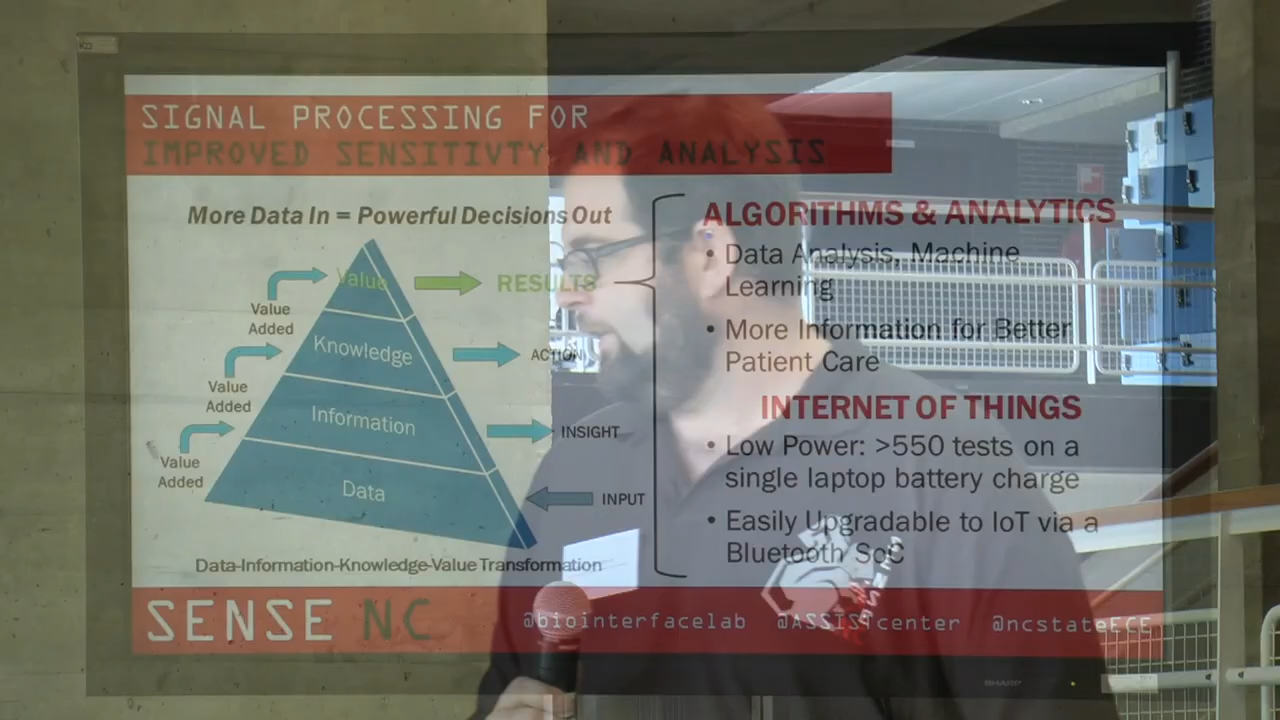 SIGNAL PROCESSING FOR
IMPROVED SENSITIVTY AND ANALYSIS
More Data In = Powerful Decisions Out
Value
RESULTS
Value
Added
Knowledge
ACTION
Value
Added
Information
INSIGHT
Value
Added
Data
INPUT
Data-Information-Knowledge-Value Transformation
ALGORITHMS & ANALYTICS
• Data Analysis, Machine
Learning
• More Information for Better
Patient Care
INTERNET OF THINGS
• Low Power: >550 tests on a
single laptop battery charge
• Easily Upgradable to IoT via a
Bluetooth SoC
SENSE NC
@biointerfacelab @ASSISTcenter @ncstateECE
SHARP